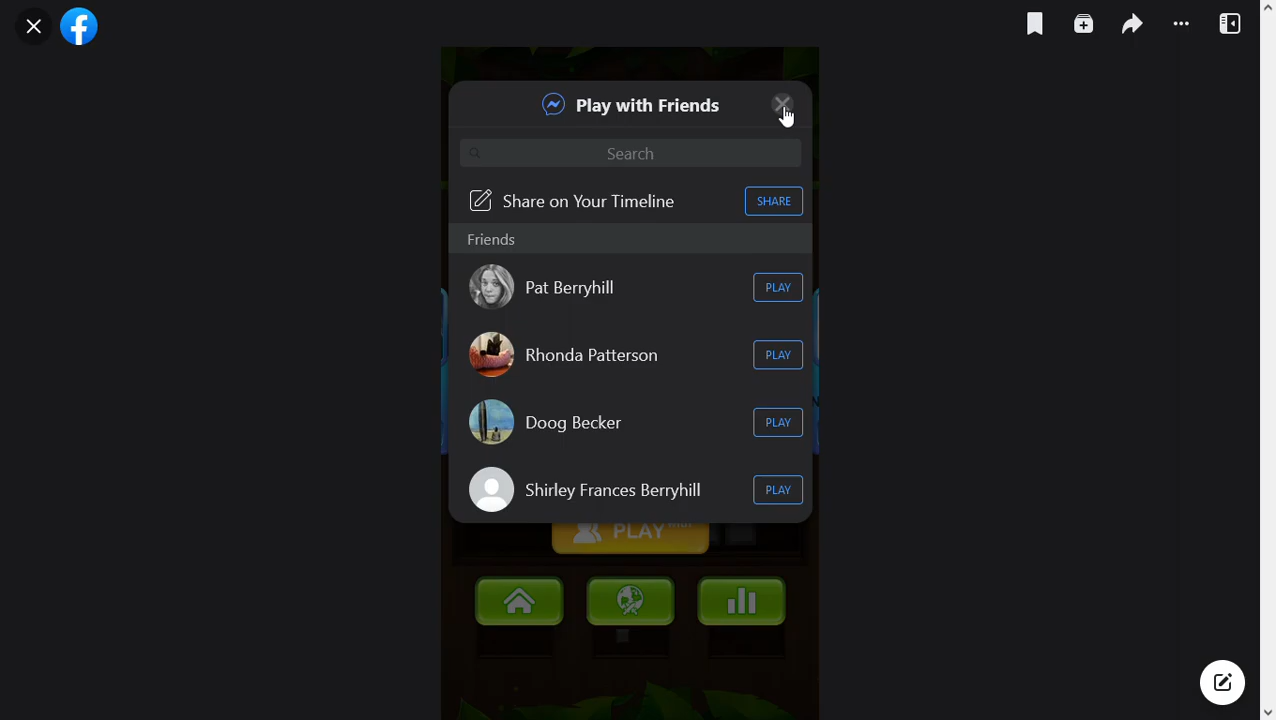 Play with Friends
Search
Share on Your Timeline SHARE
Friends
Pat Berryhill PLAY
Rhonda Patterson PLAY
Doog Becker PLAY
Shirley Frances Berryhill PLAY
PLAY